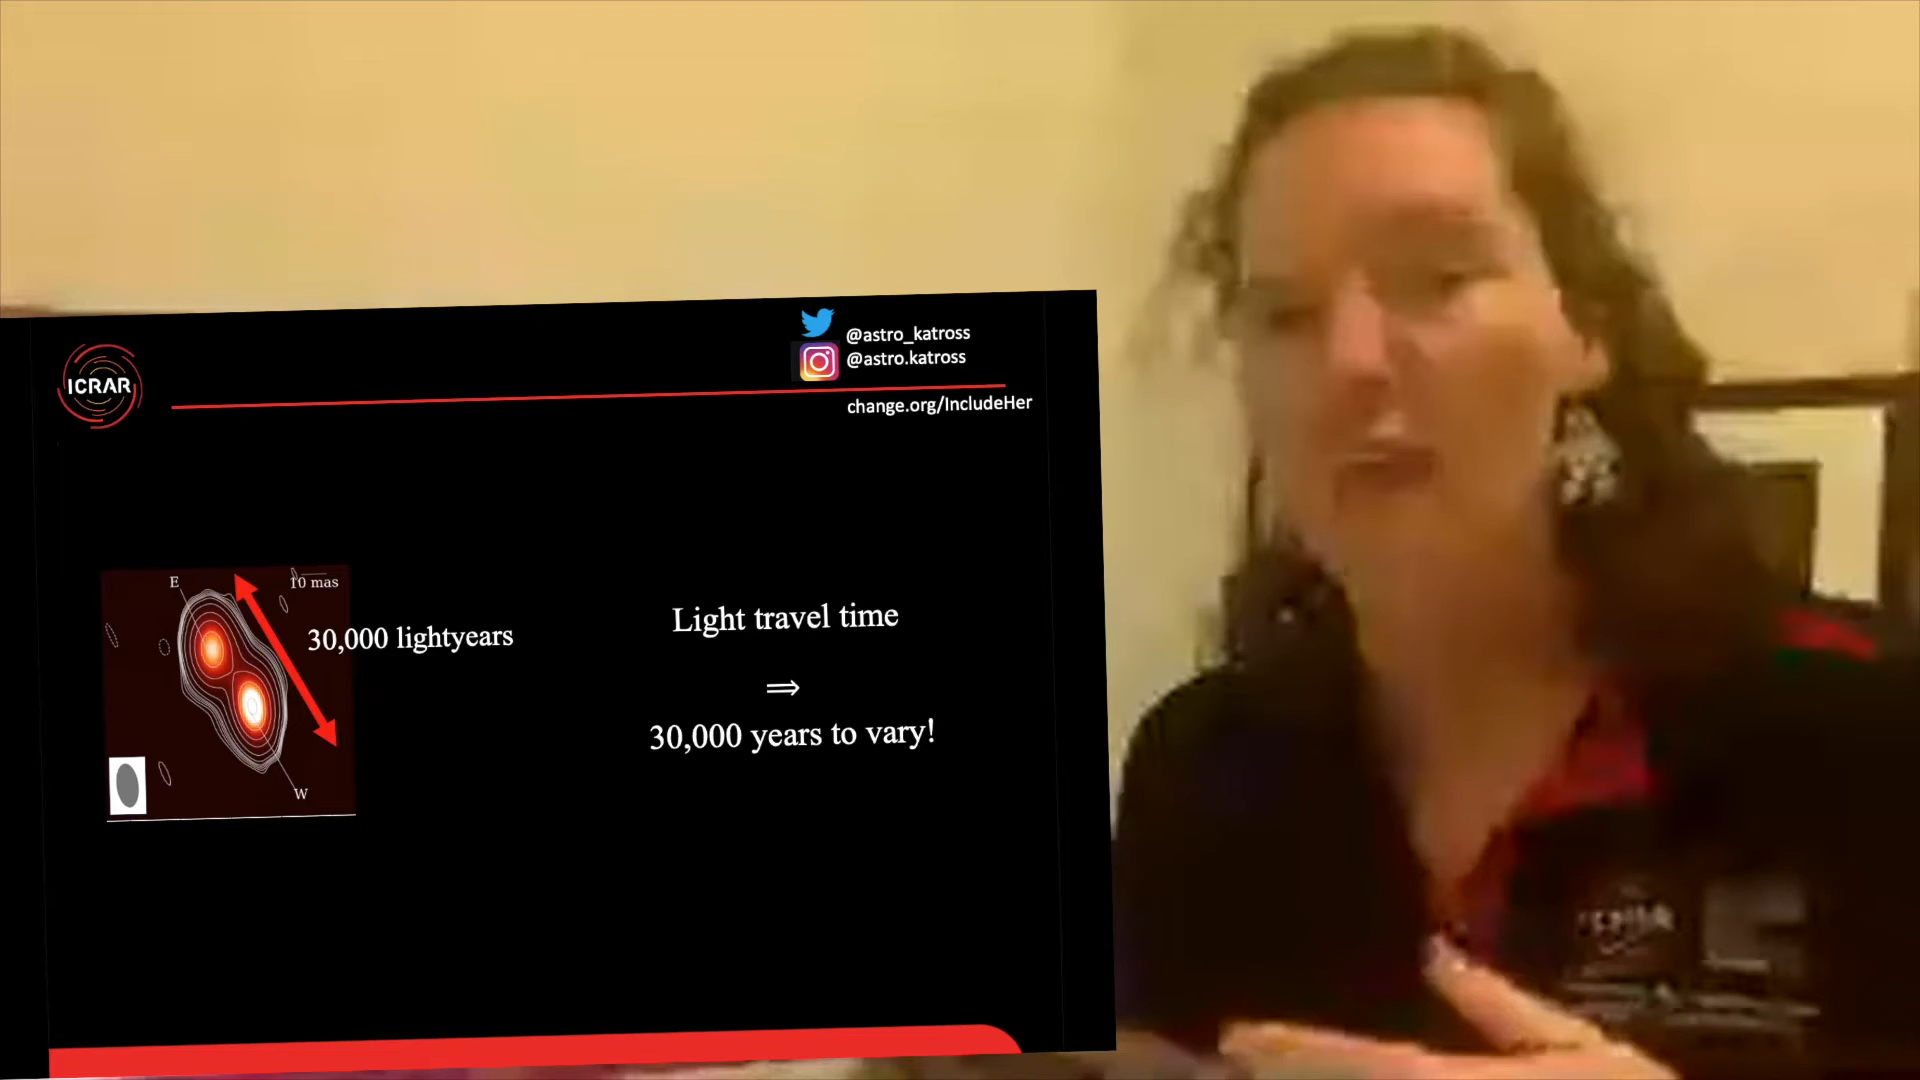 ICRAR
@astro_katross
@astro.katross
change.org/IncludeHer
E
10 mas
30,000 lightyears
W
Light travel time
⇒
30,000 years to vary!